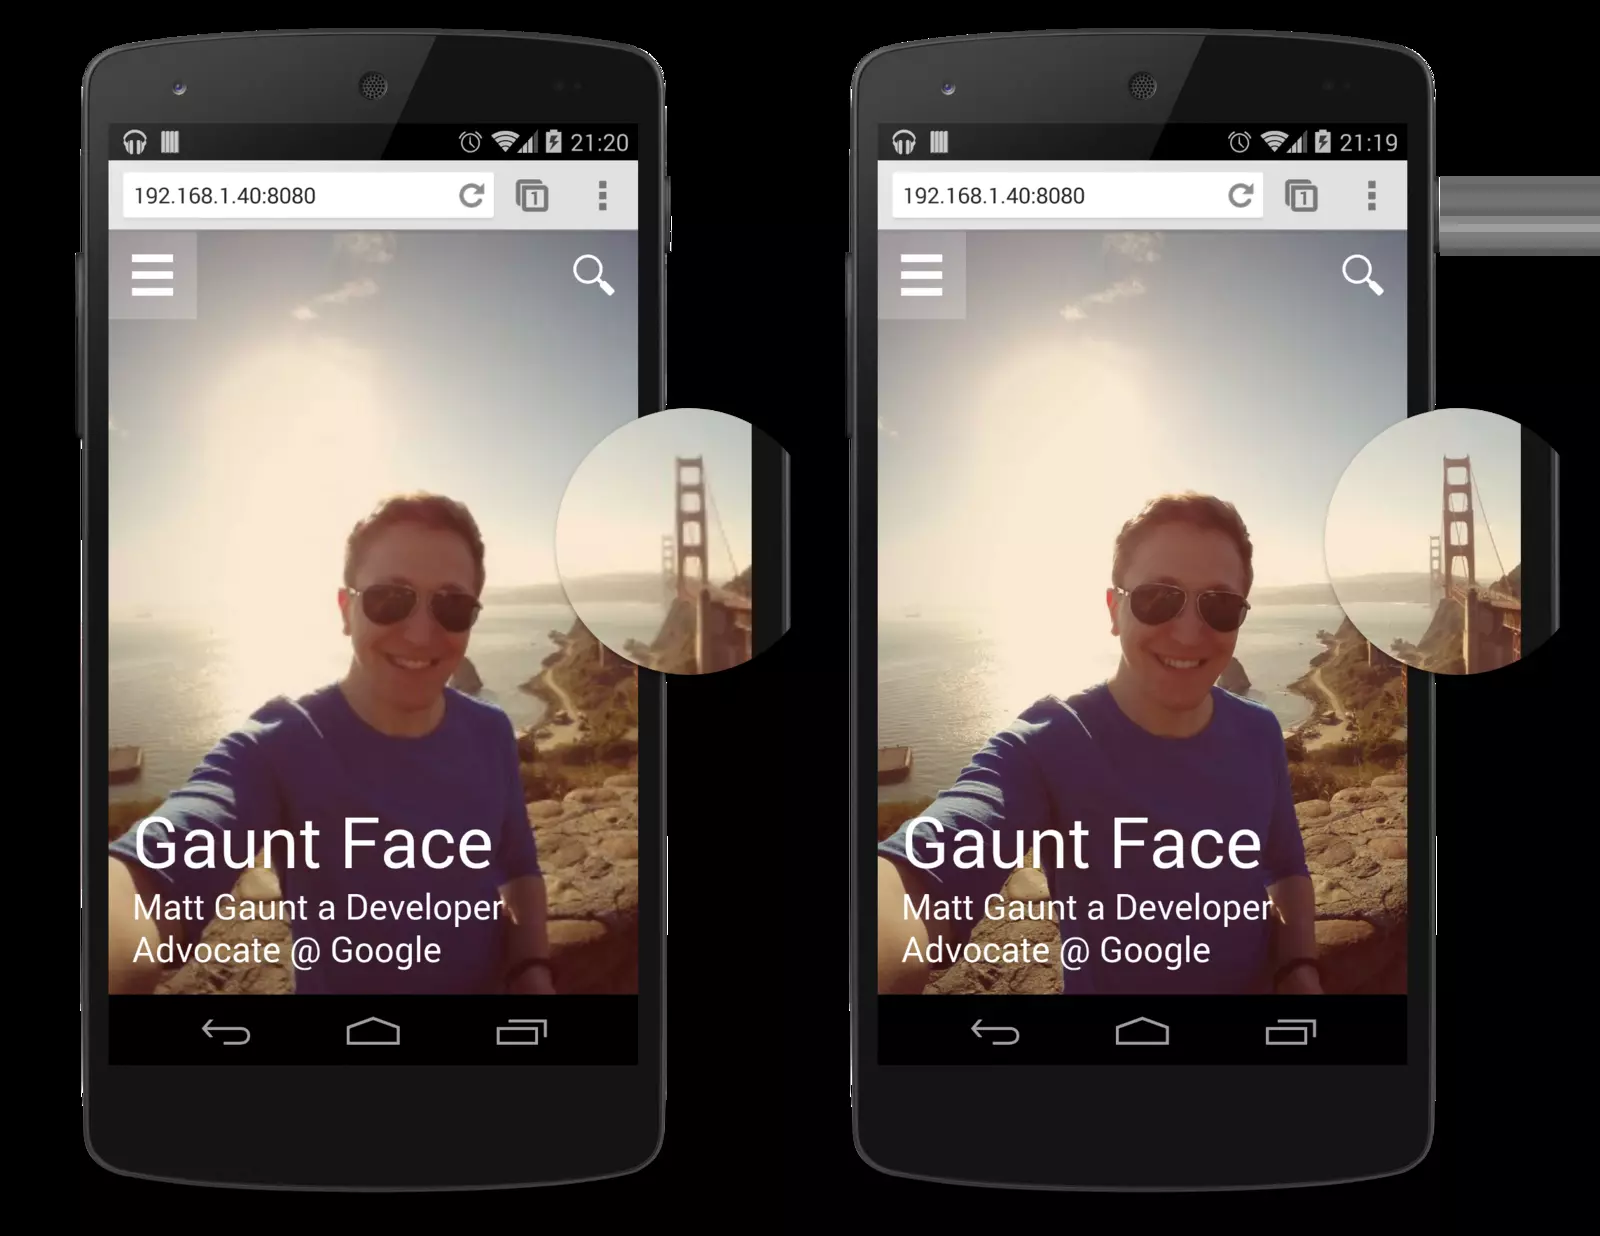 21:20
192.168.1.40:8080
1
Gaunt Face
Matt Gaunt a Developer
Advocate @ Google
21:19
192.168.1.40:8080
1
Gaunt Face
Matt Gaunt a Developer
Advocate @ Google